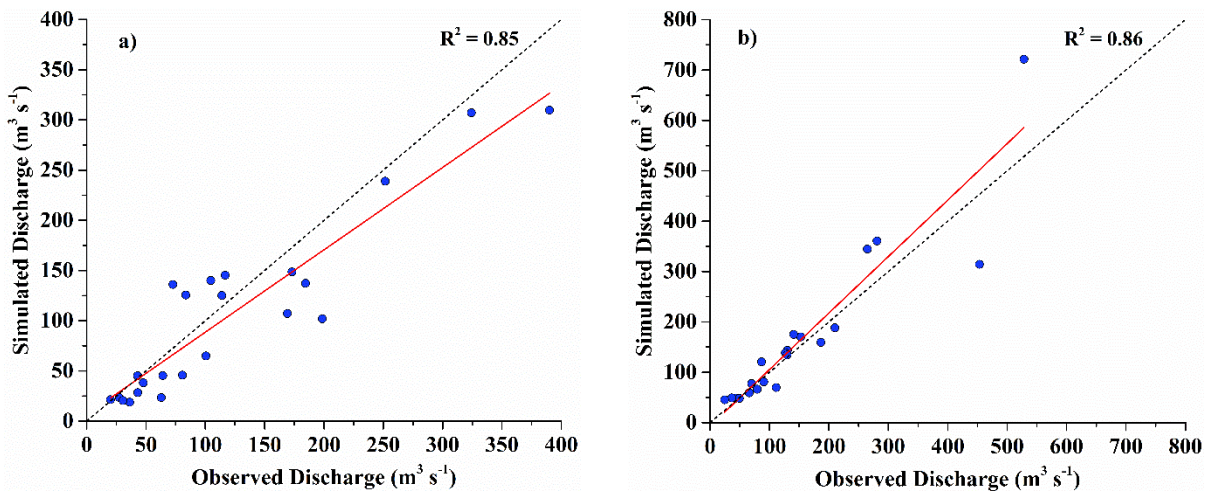 a)
R² = 0.85
400
350
300
250
200
150
100
50
0
Simulated Discharge (m³ s⁻¹)
0 50 100 150 200 250 300 350 400
Observed Discharge (m³ s⁻¹)
b)
R² = 0.86
800
700
600
500
400
300
200
100
0
Simulated Discharge (m³ s⁻¹)
0 100 200 300 400 500 600 700 800
Observed Discharge (m³ s⁻¹)